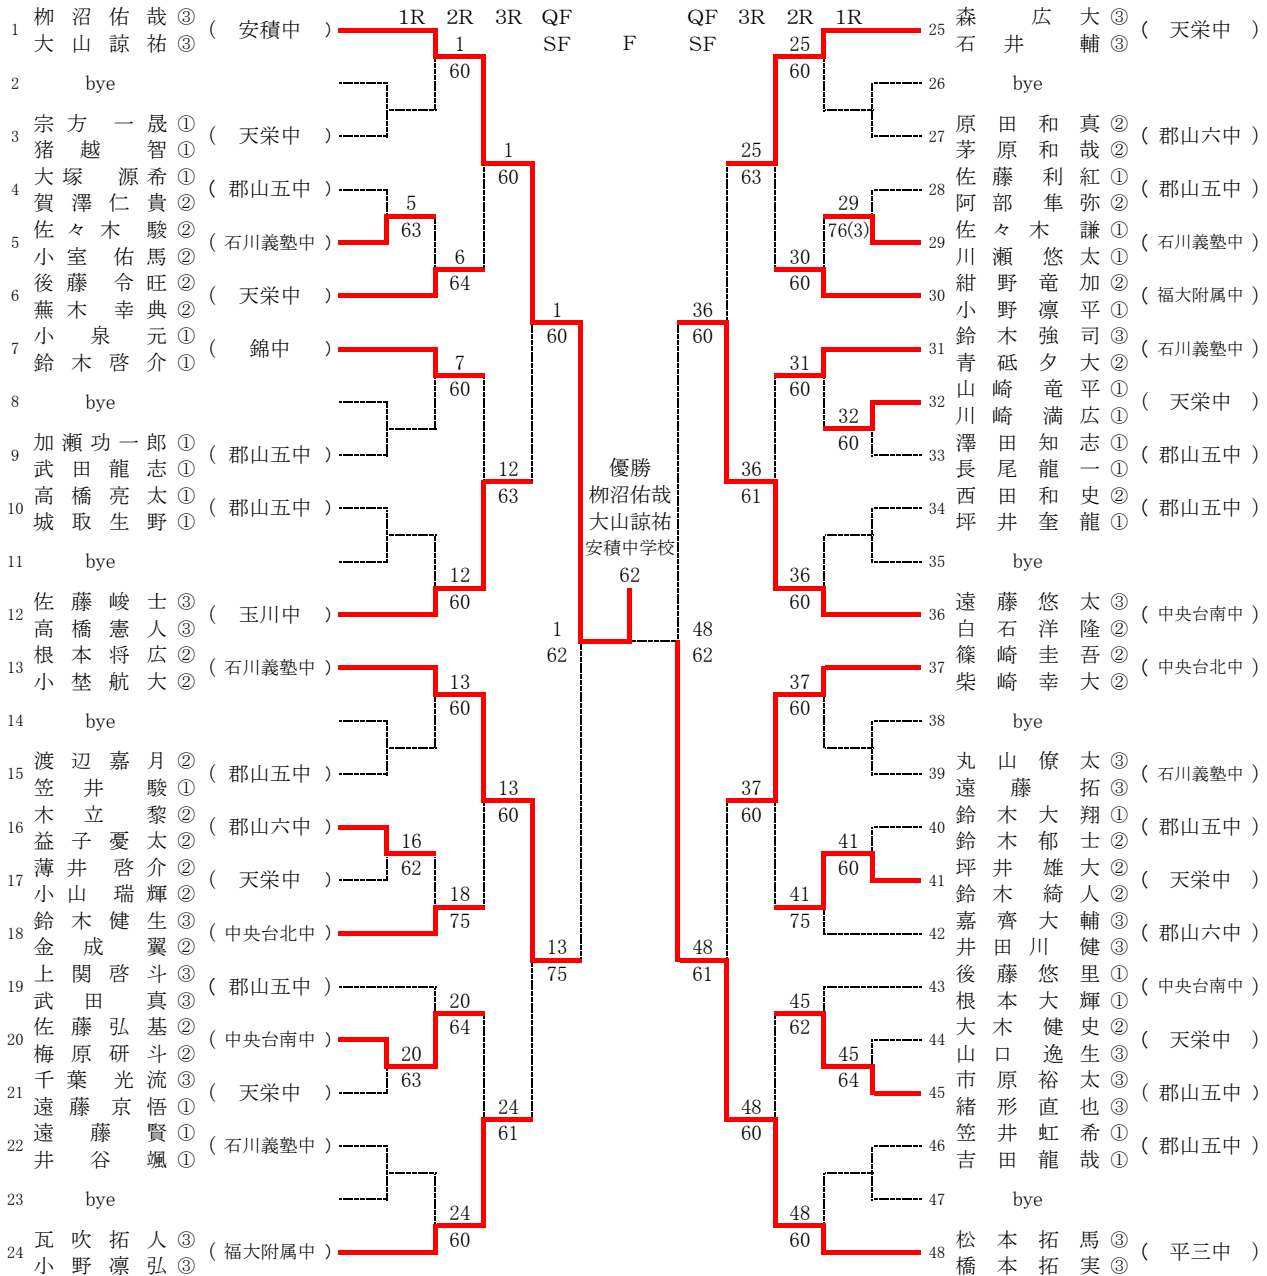 1R 2R 3R QF
SF F SF
QF 3R 2R 1R
1 栁沼佑哉③ 大山諒祐③ ( 安積中 )
2 bye
3 宗方一晟① 猪越智① ( 天栄中 )
4 大塚源希① 賀澤仁貴② ( 郡山五中 )
5 佐々木駿② 小室佑馬② ( 石川義塾中 )
6 後藤令旺② 蕪木幸典② ( 天栄中 )
7 小泉元① 鈴木啓介① ( 錦中 )
8 bye
9 加瀬功一郎① 武田龍志① ( 郡山五中 )
10 高橋亮太① 城取生野① ( 郡山五中 )
11 bye
12 佐藤峻士③ 高橋憲人③ ( 玉川中 )
13 根本将広② 小埜航大② ( 石川義塾中 )
14 bye
15 渡辺嘉月② 笠井駿① ( 郡山五中 )
16 木立黎② 益子憂太② ( 郡山六中 )
17 薄井啓介② 小山瑞輝② ( 天栄中 )
18 鈴木健生③ 金成翼② ( 中央台北中 )
19 上関啓斗③ 武田真③ ( 郡山五中 )
20 佐藤弘基② 梅原研斗② ( 中央台南中 )
21 千葉光流③ 遠藤京悟① ( 天栄中 )
22 遠藤賢① 井谷颯① ( 石川義塾中 )
23 bye
24 瓦吹拓人③ 小野凛弘③ ( 福大附属中 )
5 63
16 62
20 63
1 60
6 64
7 60
12 60
13 60
18 75
20 64
24 60
1 60
12 63
13 60
24 61
1 60
13 75
1 62
優勝
栁沼佑哉
大山諒祐
安積中学校
62
48 62
36 60
48 61
25 63
36 61
37 60
48 60
25 60
30 60
31 60
36 60
37 60
41 75
45 62
48 60
29 76(3)
32 60
41 60
45 64
25 森広大③ 石井輔③ ( 天栄中 )
26 bye
27 原田和真② 茅原和哉② ( 郡山六中 )
28 佐藤利紅① 阿部隼弥② ( 郡山五中 )
29 佐々木謙① 川瀬悠太① ( 石川義塾中 )
30 紺野竜加② 小野凛平① ( 福大附属中 )
31 鈴木強司③ 青砥夕大② ( 石川義塾中 )
32 山崎竜平① 川崎満広① ( 天栄中 )
33 澤田知志① 長尾龍一① ( 郡山五中 )
34 西田和史② 坪井奎龍① ( 郡山五中 )
35 bye
36 遠藤悠太③ 白石洋隆② ( 中央台南中 )
37 篠崎圭吾② 柴崎幸大② ( 中央台北中 )
38 bye
39 丸山僚太③ 遠藤拓③ ( 石川義塾中 )
40 鈴木大翔① 鈴木郁士② ( 郡山五中 )
41 坪井雄大② 鈴木綺人② ( 天栄中 )
42 嘉齊大輔③ 井田川健③ ( 郡山六中 )
43 後藤悠里① 根本大輝① ( 中央台南中 )
44 大木健史② 山口逸生③ ( 天栄中 )
45 市原裕太③ 緒形直也③ ( 郡山五中 )
46 笠井虹希① 吉田龍哉① ( 郡山五中 )
47 bye
48 松本拓馬③ 橋本拓実③ ( 平三中 )